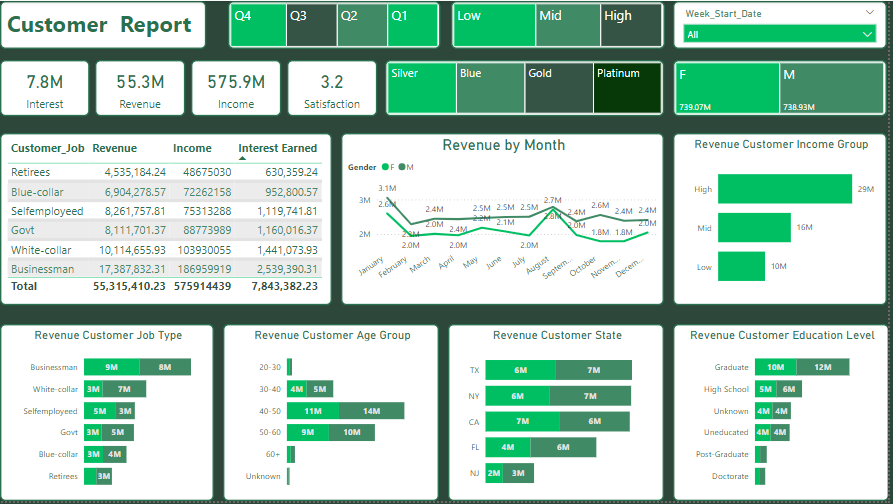 Customer Report
Q4 Q3 Q2 Q1
Low Mid High
Week_Start_Date
All
7.8M
Interest
55.3M
Revenue
575.9M
Income
3.2
Satisfaction
Silver Blue Gold Platinum
F M
739.07M 738.93M
Customer_Job Revenue Income Interest Earned
Retirees 4,535,184.24 48675030 630,359.24
Blue-collar 6,904,278.57 72262158 952,800.57
Selfemployeed 8,261,757.81 75313288 1,119,741.81
Govt 8,111,701.37 88773989 1,160,016.37
White-collar 10,114,655.93 103930055 1,441,073.93
Businessman 17,387,832.31 186959919 2,539,390.31
Total 55,315,410.23 575914439 7,843,382.23
Revenue by Month
Gender F M
3M
2M
3.1M 2.4M 2.4M 2.5M 2.5M 2.5M 2.7M 2.4M 2.6M 2.4M 2.4M
2.6M 2.0M 2.0M 2.0M 2.2M 2.1M 2.0M 2.8M 2.0M 1.8M 1.8M 2.0M
January February March April May June July August Septem... October Novem... Decem...
Revenue Customer Income Group
High 29M
Mid 16M
Low 10M
Revenue Customer Job Type
Businessman 9M 8M
White-collar 3M 7M
Selfemployeed 5M 3M
Govt 3M 5M
Blue-collar 3M 4M
Retirees 3M
Revenue Customer Age Group
20-30
30-40 4M 5M
40-50 11M 14M
50-60 9M 10M
60+
Unknown
Revenue Customer State
TX 6M 7M
NY 6M 7M
CA 7M 6M
FL 4M 6M
NJ 2M 3M
Revenue Customer Education Level
Graduate 10M 12M
High School 5M 6M
Unknown 4M 4M
Uneducated 4M 4M
Post-Graduate
Doctorate